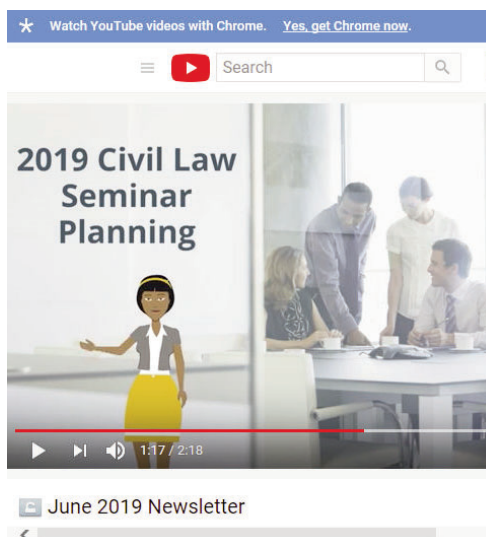 Watch YouTube videos with Chrome. Yes, get Chrome now.
Search
2019 Civil Law
Seminar
Planning
1:17 / 2:18
June 2019 Newsletter